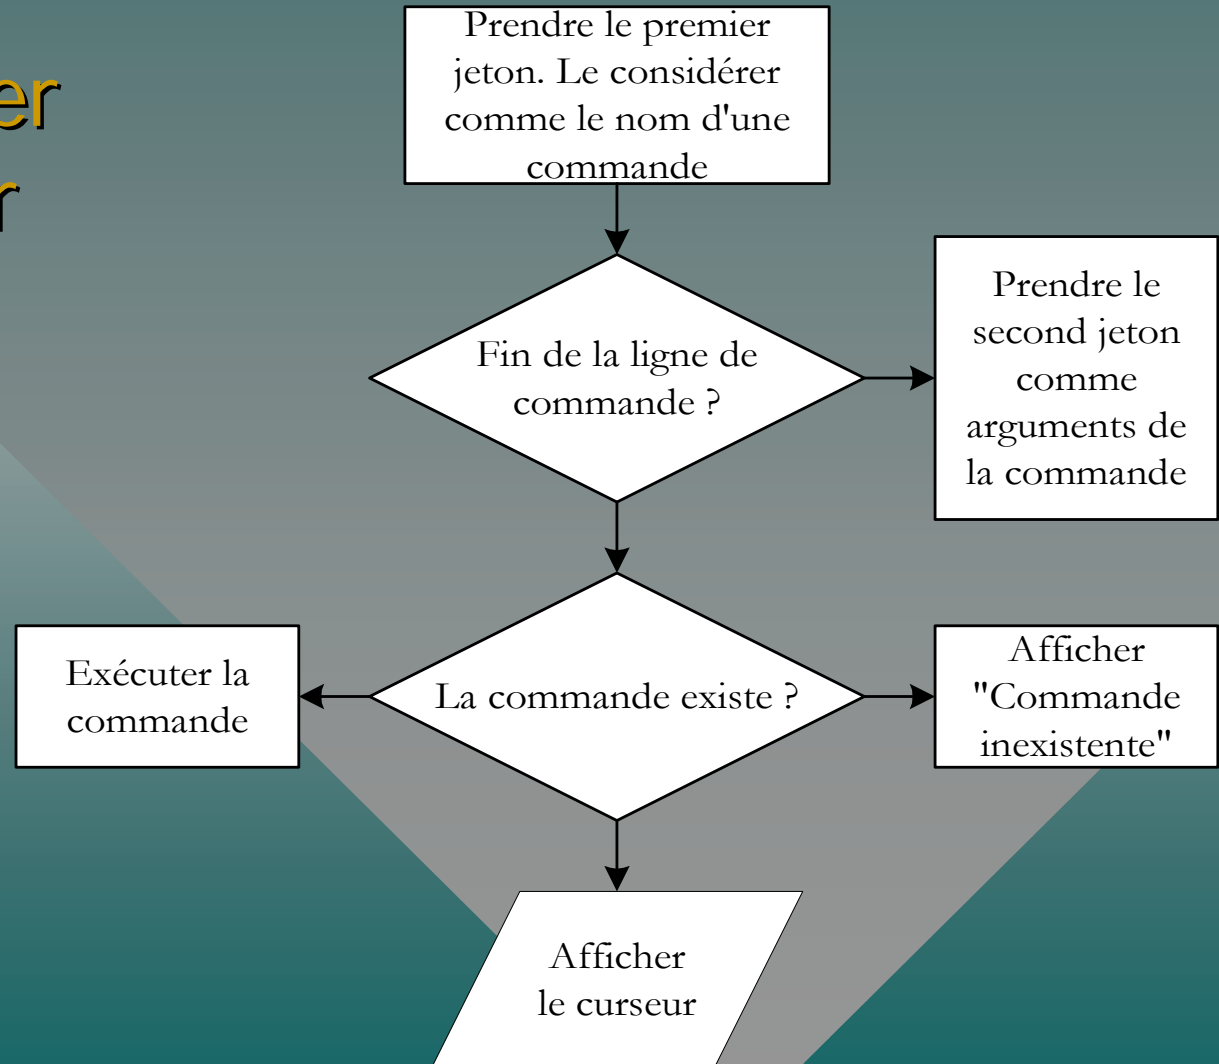 er
r
Prendre le premier
jeton. Le considérer
comme le nom d'une
commande
Fin de la ligne de
commande ?
Prendre le
second jeton
comme
arguments de
la commande
La commande existe ?
Exécuter la
commande
Afficher
"Commande
inexistente"
Afficher
le curseur